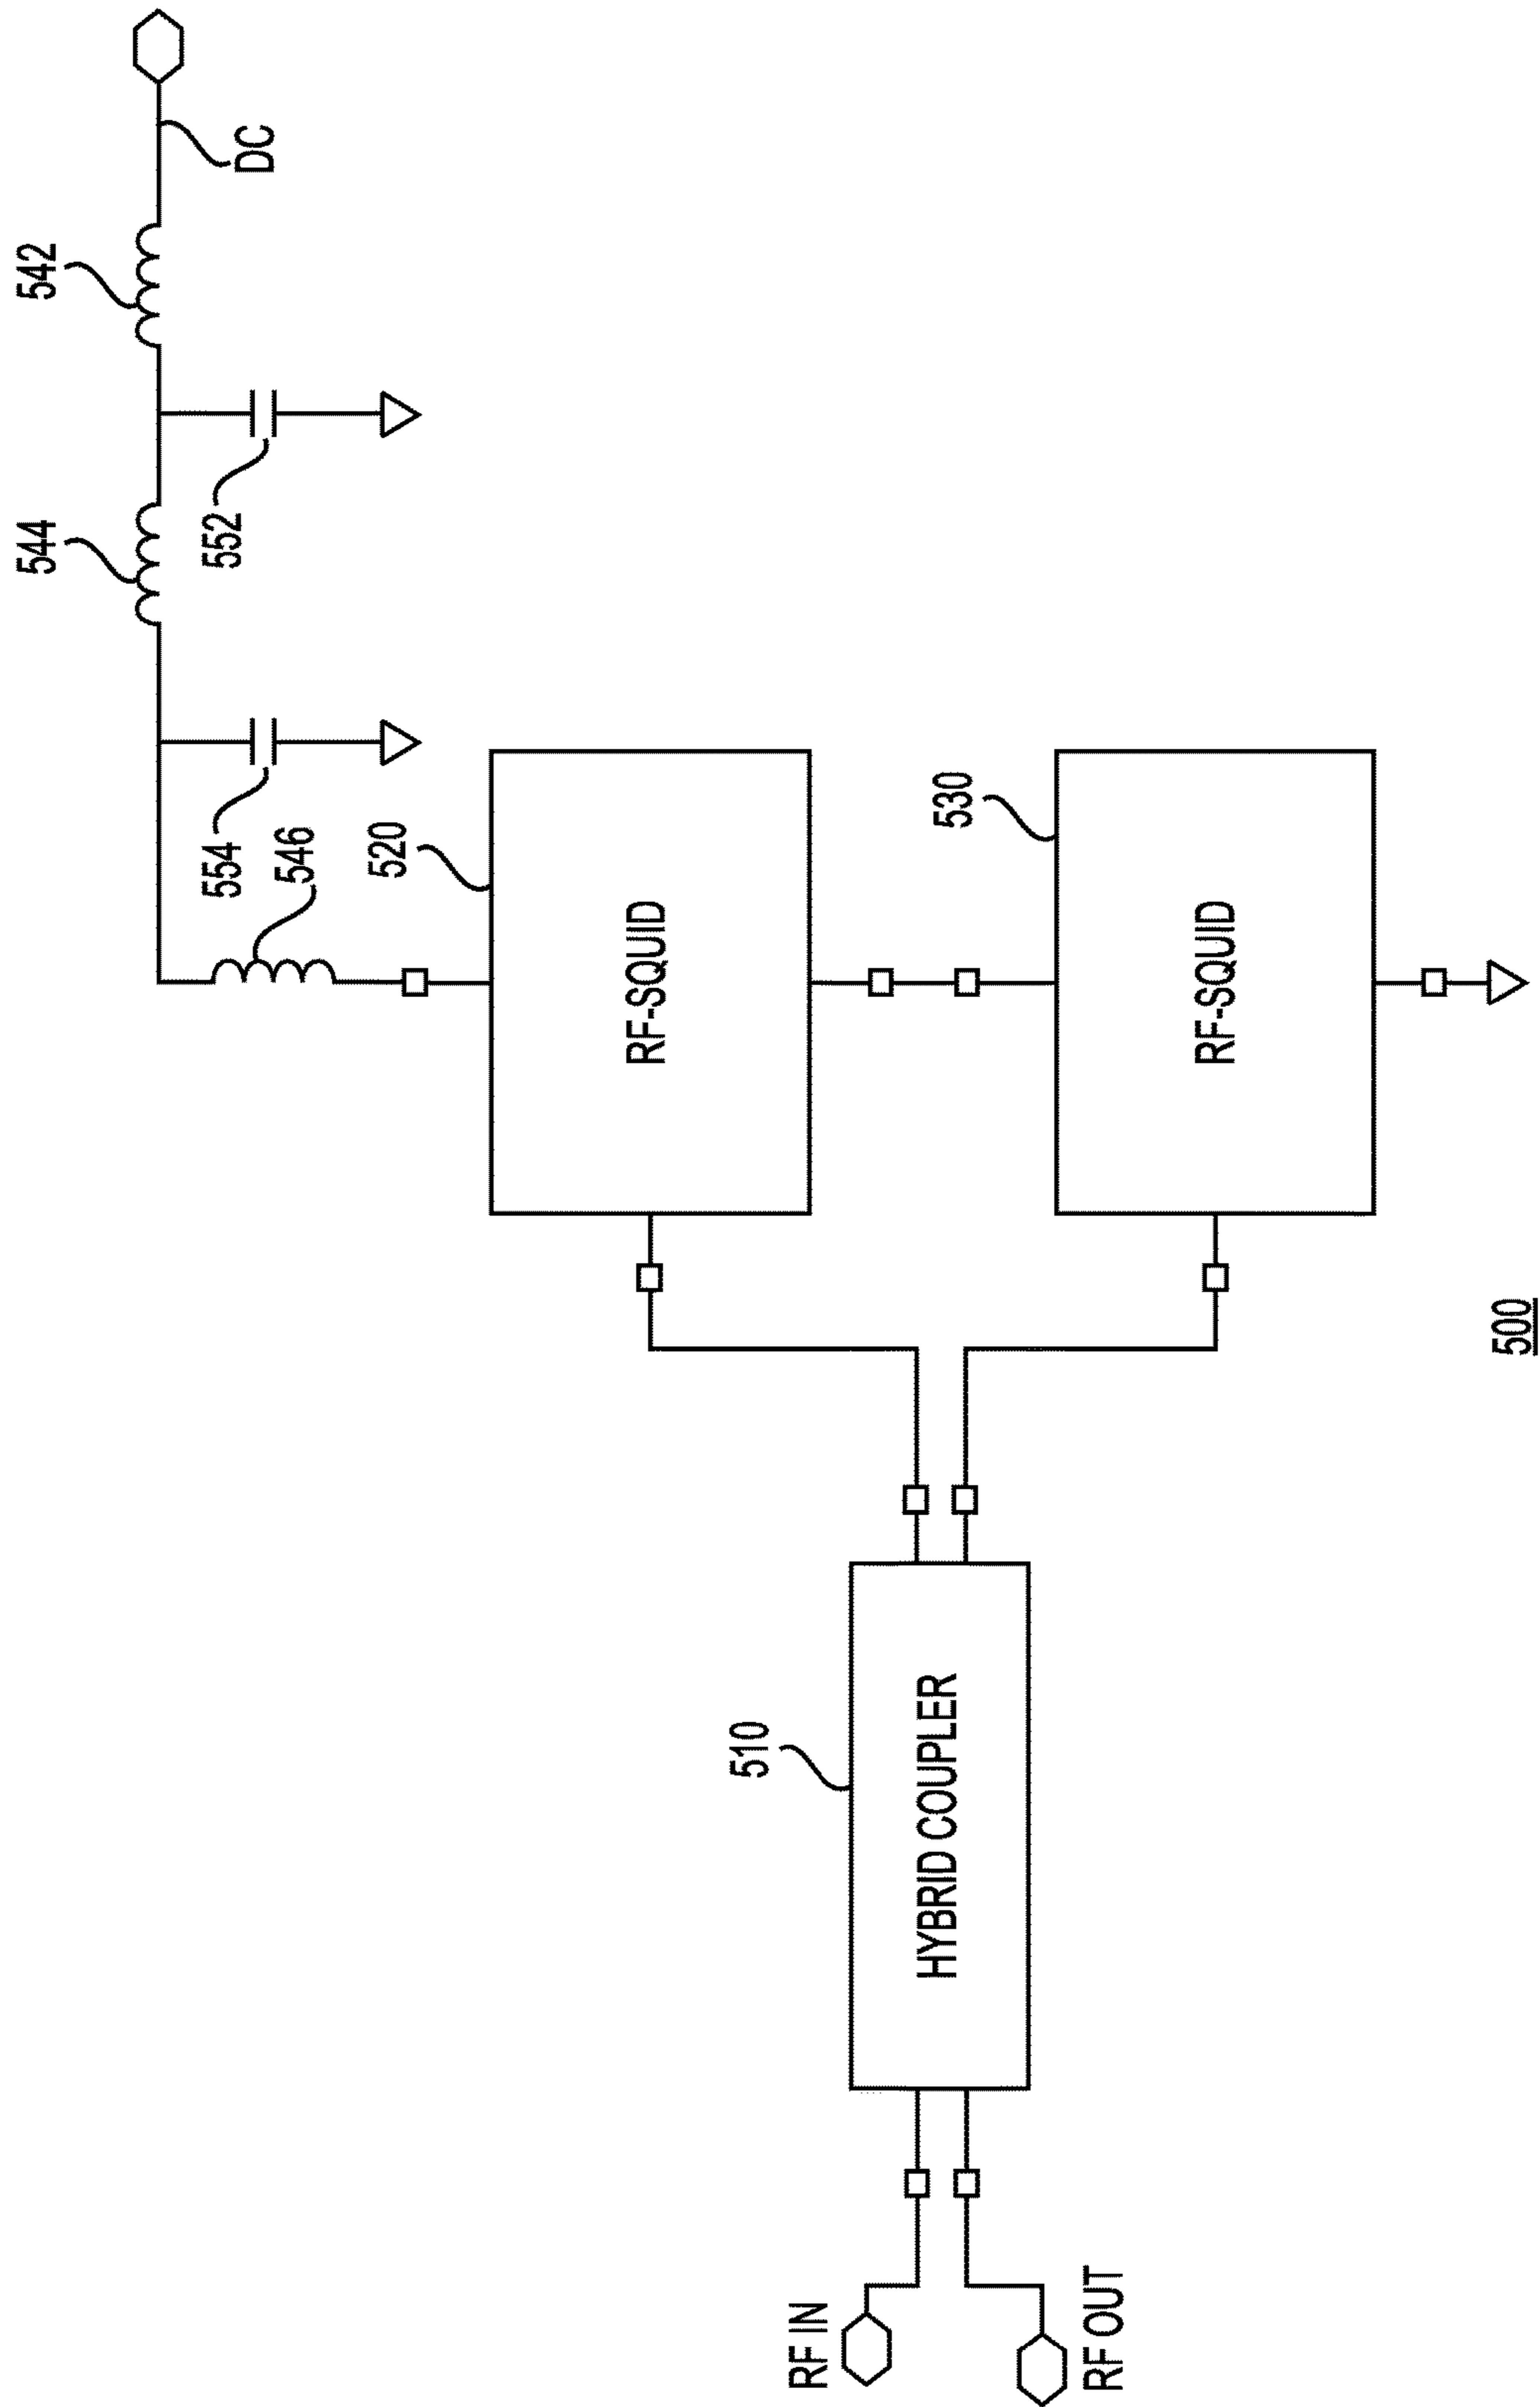 DC
542
544
552
554
546
520
RF-SQUID
530
RF-SQUID
510
HYBRID COUPLER
RF IN
RF OUT
500